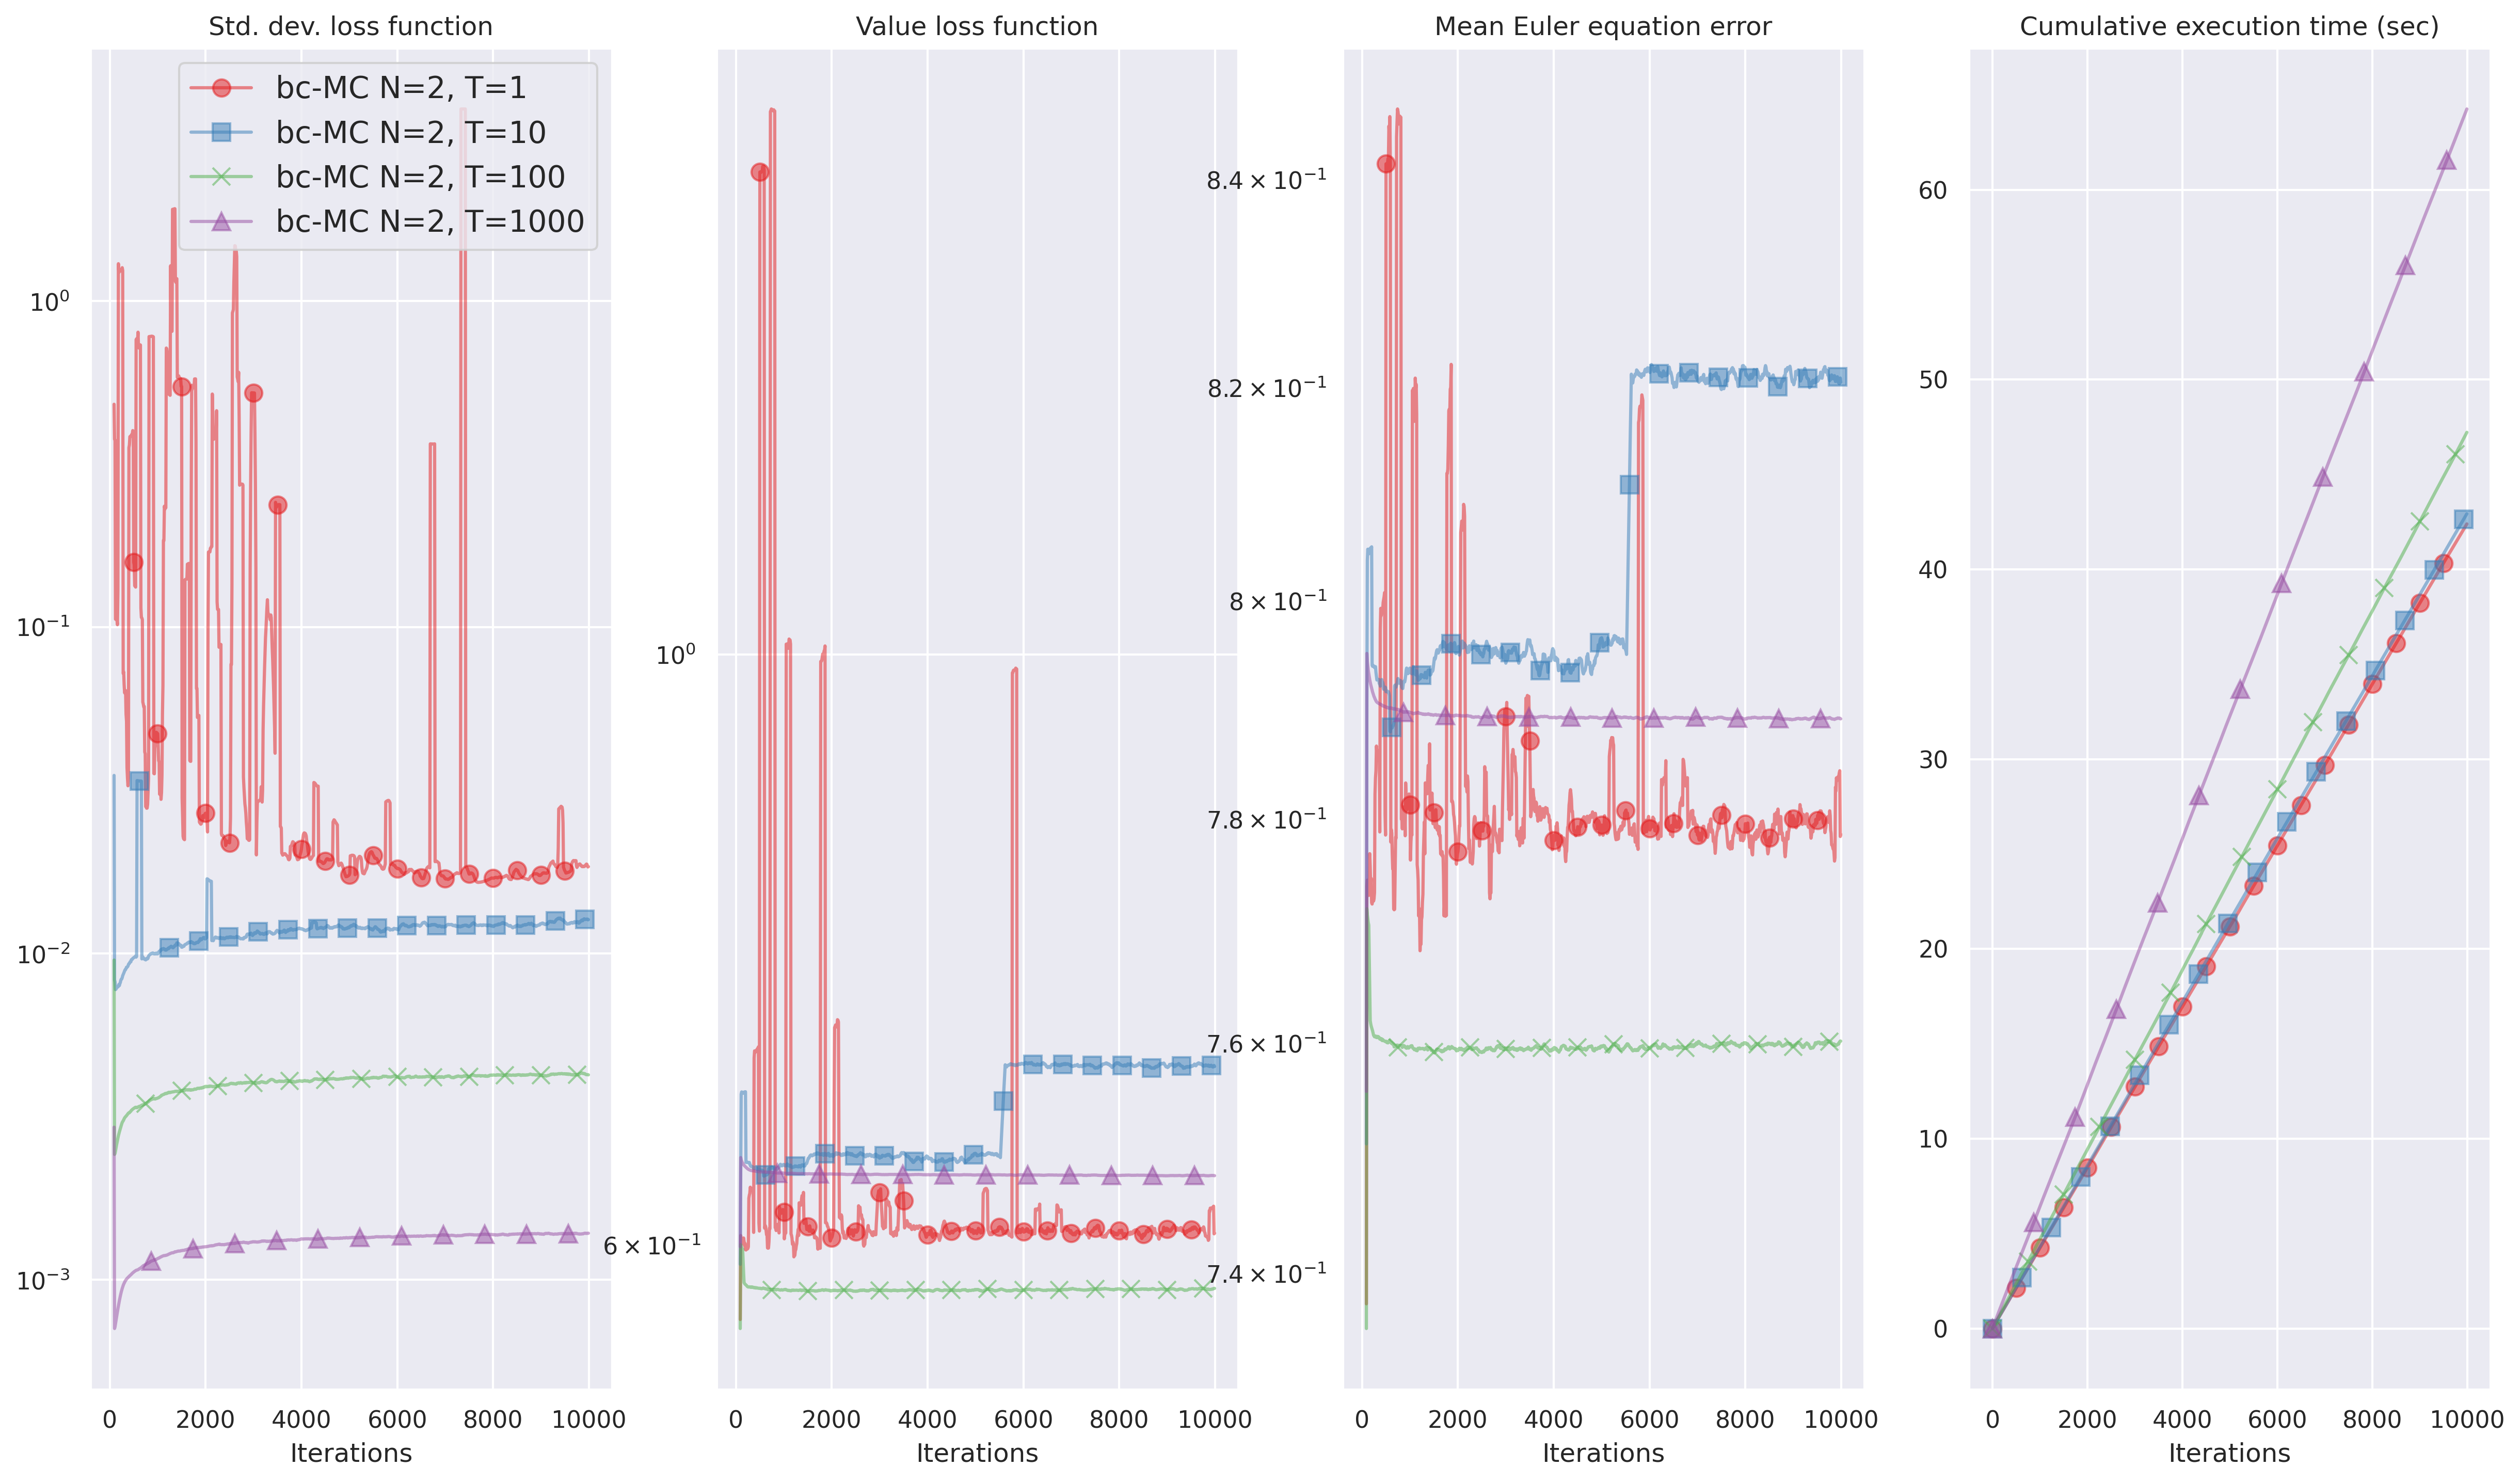 Std. dev. loss function
bc-MC N=2, T=1
bc-MC N=2, T=10
bc-MC N=2, T=100
bc-MC N=2, T=1000
10⁰
10⁻¹
10⁻²
10⁻³
0 2000 4000 6000 8000 10000
Iterations
Value loss function
10⁰
6 × 10⁻¹
0 2000 4000 6000 8000 10000
Iterations
Mean Euler equation error
8.4 × 10⁻¹
8.2 × 10⁻¹
8 × 10⁻¹
7.8 × 10⁻¹
7.6 × 10⁻¹
7.4 × 10⁻¹
0 2000 4000 6000 8000 10000
Iterations
Cumulative execution time (sec)
60
50
40
30
20
10
0
0 2000 4000 6000 8000 10000
Iterations